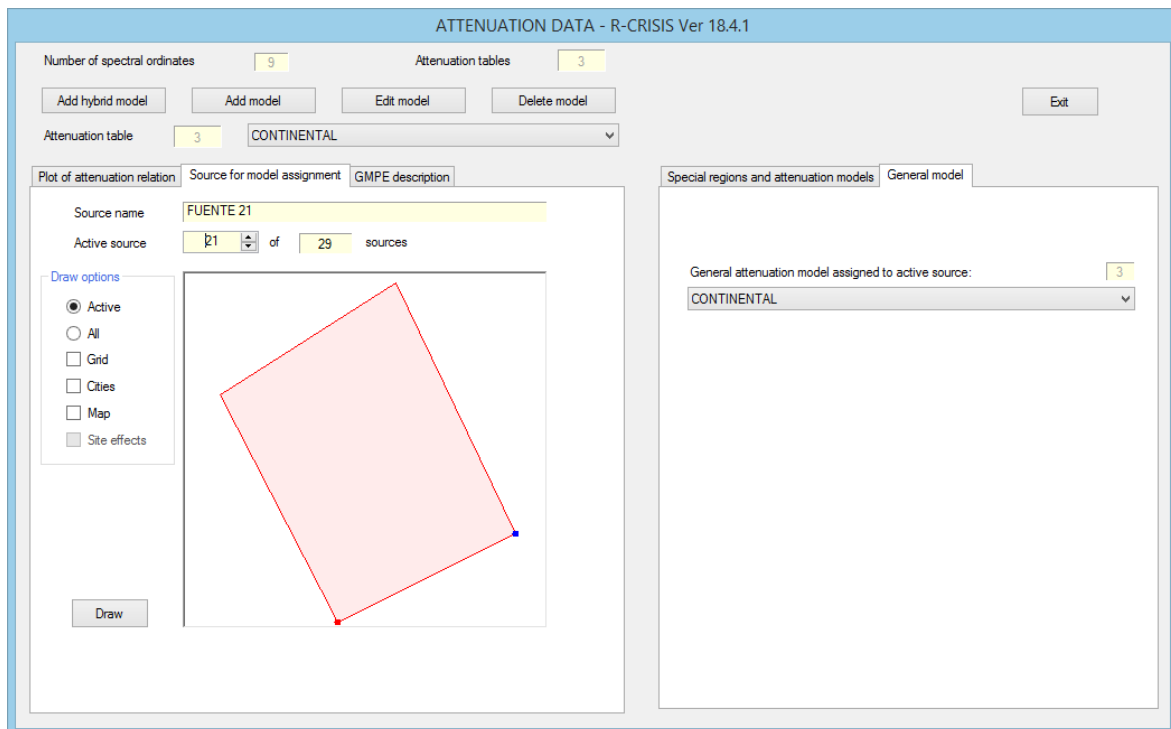 ATTENUATION DATA - R-CRISIS Ver 18.4.1
Number of spectral ordinates 9 Attenuation tables 3
Add hybrid model Add model Edit model Delete model Exit
Attenuation table 3 CONTINENTAL
Plot of attenuation relation Source for model assignment GMPE description Special regions and attenuation models General model
Source name FUENTE 21
Active source 21 of 29 sources
Draw options
General attenuation model assigned to active source: 3
Active
CONTINENTAL
All
Grid
Cities
Map
Site effects
Draw